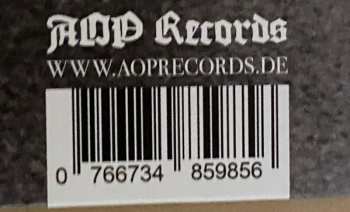 AOP Records
WWW.AOPRECORDS.DE
0 766734 859856